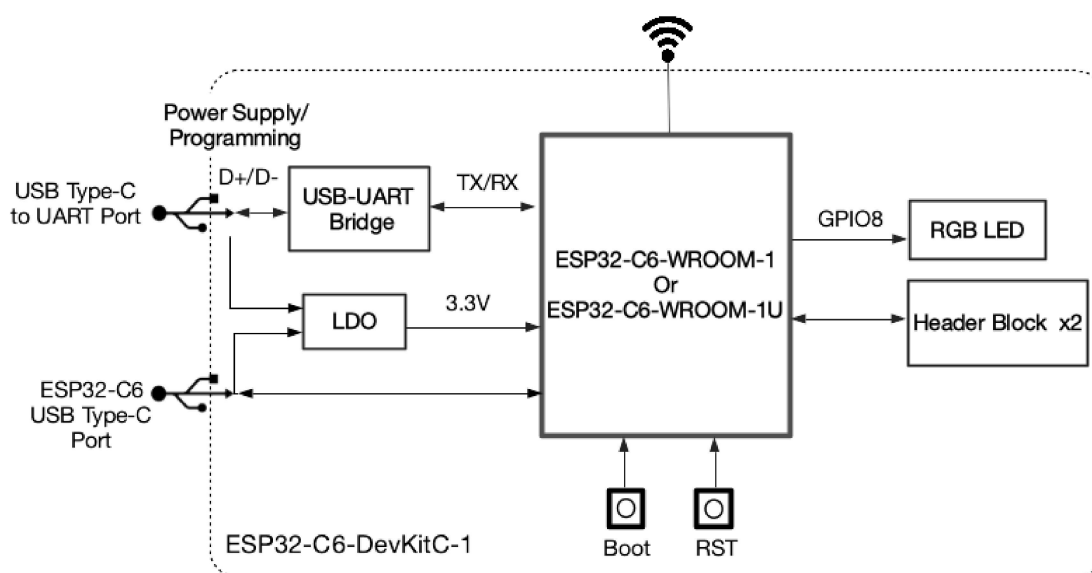 Power Supply/
Programming
USB Type-C
to UART Port
D+/D-
USB-UART
Bridge
TX/RX
LDO
3.3V
ESP32-C6
USB Type-C
Port
ESP32-C6-WROOM-1
Or
ESP32-C6-WROOM-1U
GPIO8
RGB LED
Header Block x2
Boot
RST
ESP32-C6-DevKitC-1